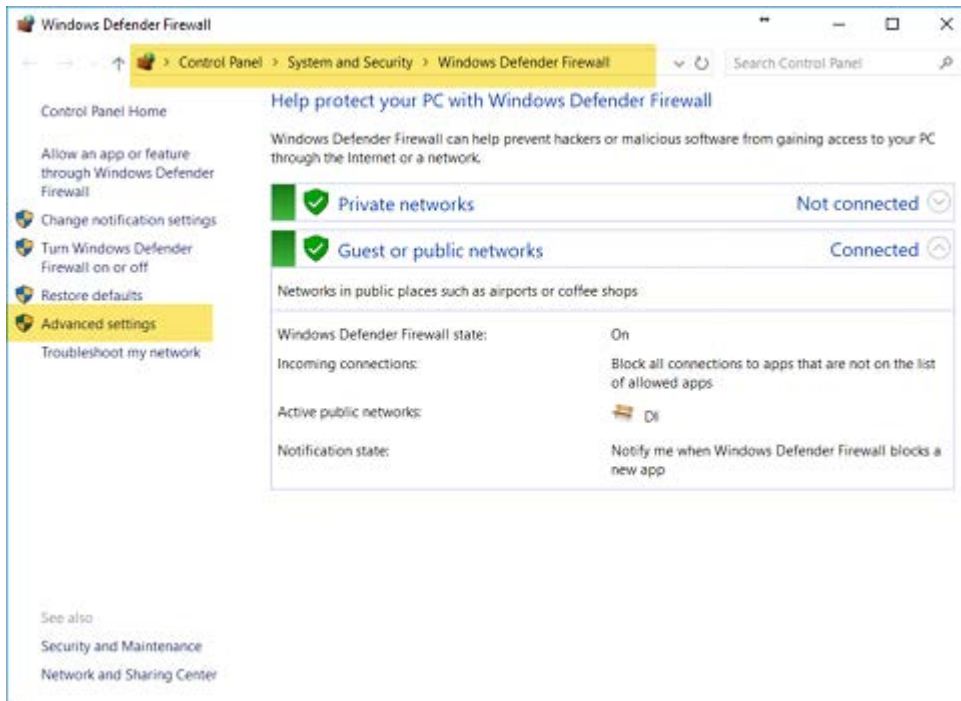 Windows Defender Firewall
Control Panel > System and Security > Windows Defender Firewall
Search Control Panel
Control Panel Home
Allow an app or feature
through Windows Defender
Firewall
Change notification settings
Turn Windows Defender
Firewall on or off
Restore defaults
Advanced settings
Troubleshoot my network
Help protect your PC with Windows Defender Firewall
Windows Defender Firewall can help prevent hackers or malicious software from gaining access to your PC
through the Internet or a network.
Private networks Not connected
Guest or public networks Connected
Networks in public places such as airports or coffee shops
Windows Defender Firewall state: On
Incoming connections: Block all connections to apps that are not on the list
of allowed apps
Active public networks: DI
Notification state: Notify me when Windows Defender Firewall blocks a
new app
See also
Security and Maintenance
Network and Sharing Center